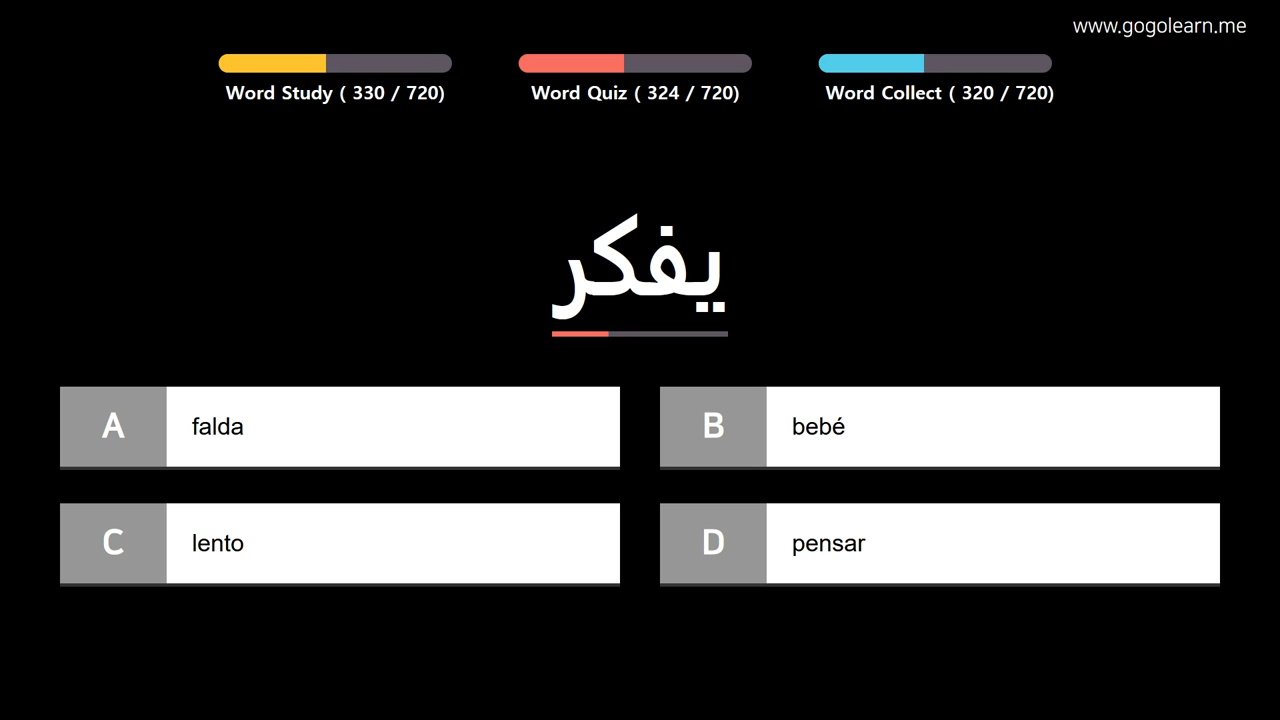 www.gogolearn.me
Word Study ( 330 / 720)
Word Quiz ( 324 / 720)
Word Collect ( 320 / 720)
يفكر
A
falda
B
bebé
C
lento
D
pensar